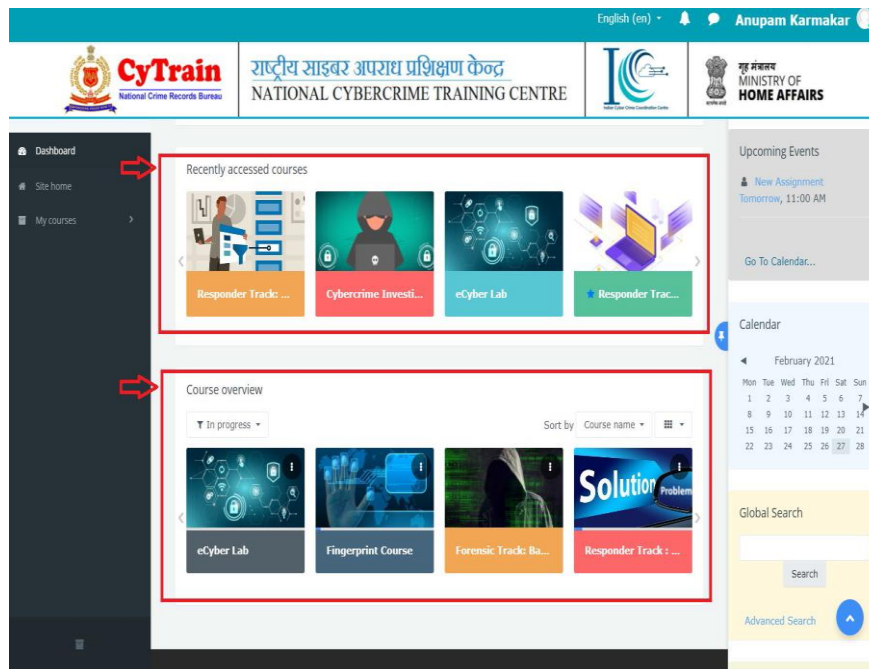 English (en)
Anupam Karmakar
CyTrain
National Crime Records Bureau
राष्ट्रीय साइबर अपराध प्रशिक्षण केन्द्र
NATIONAL CYBERCRIME TRAINING CENTRE
Indian Cyber Crime Coordination Centre
गृह मंत्रालय
MINISTRY OF
HOME AFFAIRS
Dashboard
Site home
My courses
Recently accessed courses
Responder Track: ...
Cybercrime Investi...
eCyber Lab
Responder Trac...
Course overview
In progress
Sort by
Course name
Solution
Problem
eCyber Lab
Fingerprint Course
Forensic Track: Ba...
Responder Track : ...
Upcoming Events
New Assignment
Tomorrow, 11:00 AM
Go To Calendar...
Calendar
February 2021
Mon Tue Wed Thu Fri Sat Sun
1 2 3 4 5 6 7
8 9 10 11 12 13 14
15 16 17 18 19 20 21
22 23 24 25 26 27 28
Global Search
Search
Advanced Search